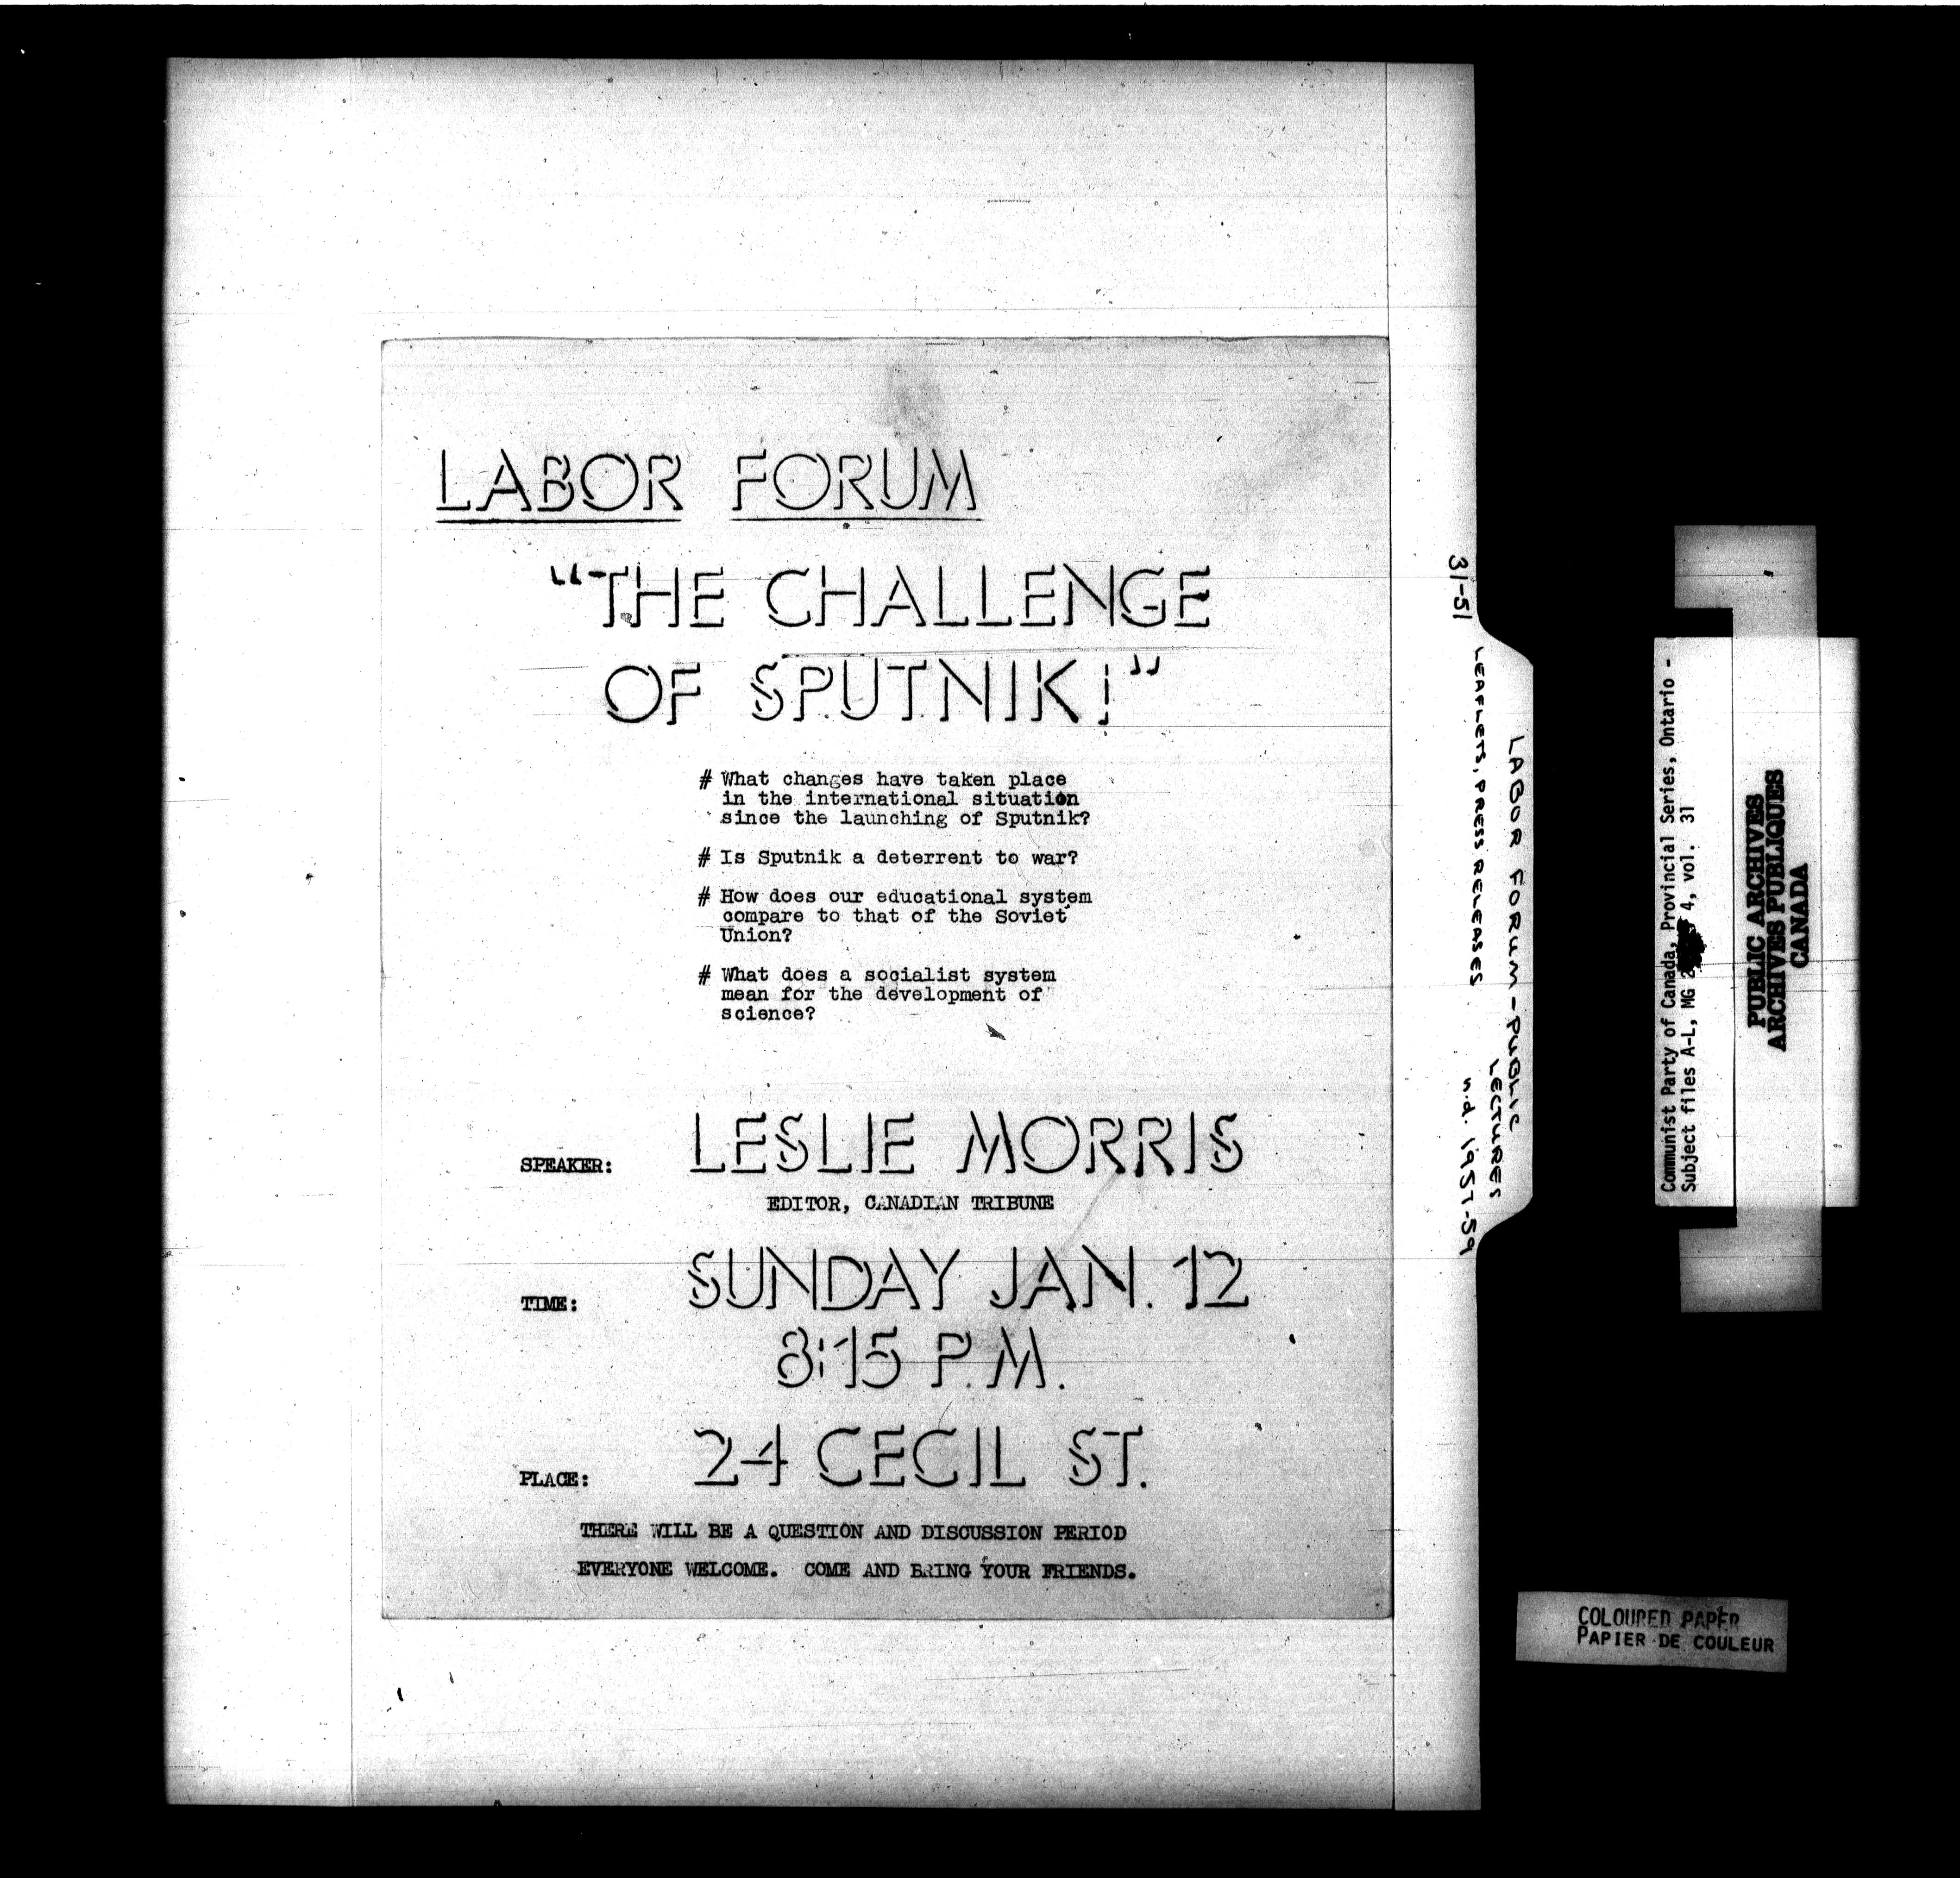 LABOR FORUM
"THE CHALLENGE
OF SPUTNIK!"
# What changes have taken place
in the international situation
since the launching of Sputnik?
# Is Sputnik a deterrent to war?
# How does our educational system
compare to that of the Soviet
Union?
# What does a socialist system
mean for the development of
science?
SPEAKER: LESLIE MORRIS
EDITOR, CANADIAN TRIBUNE
TIME: SUNDAY JAN. 12
8:15 P.M.
PLACE: 24 CECIL ST.
THERE WILL BE A QUESTION AND DISCUSSION PERIOD
EVERYONE WELCOME. COME AND BRING YOUR FRIENDS.
31-51
LABOR FORUM - PUBLIC
LECTURES
LEAFLETS, PRESS RELEASES
n.d. 1957-59
Communist Party of Canada, Provincial Series, Ontario -
Subject files A-L, MG 2 4, vol. 31
PUBLIC ARCHIVES
ARCHIVES PUBLIQUES
CANADA
COLOURED PAPER
PAPIER DE COULEUR